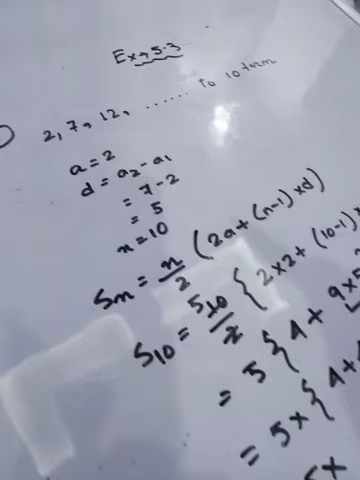 Ex, 5.3
2, 7, 12, ...... to 10 term
a = 2
d = a₂ - a₁
= 7 - 2
= 5
n = 10
Sn = n/2 (2a + (n-1) × d)
S10 = 10/2 { 2×2 + (10-1) ×
= 5 { 4 + 9×5
= 5 × { 4 +